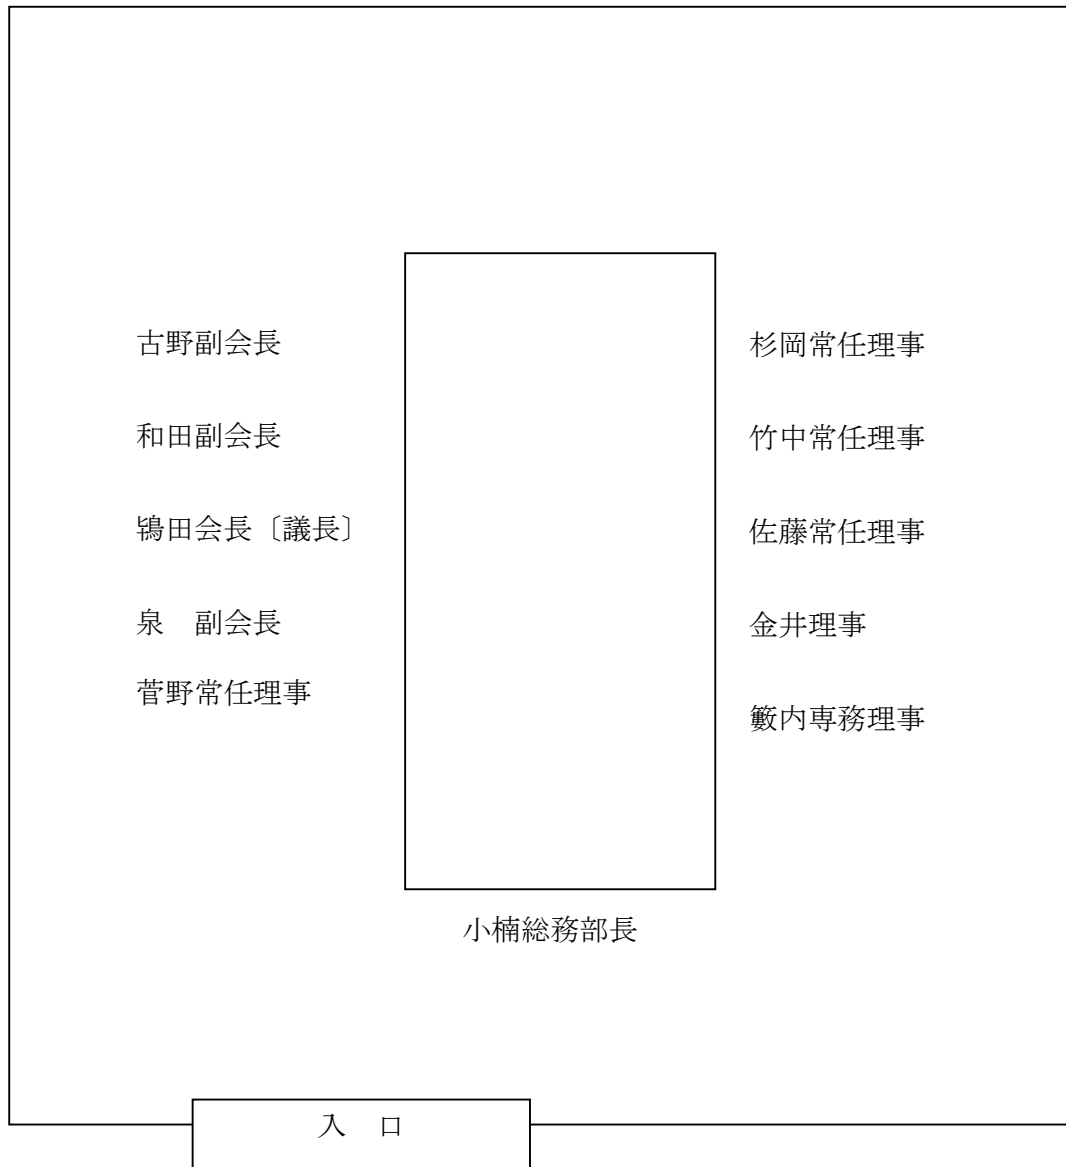 古野副会長
和田副会長
鴇田会長〔議長〕
泉　副会長
菅野常任理事
杉岡常任理事
竹中常任理事
佐藤常任理事
金井理事
籔内専務理事
小楠総務部長
入　口